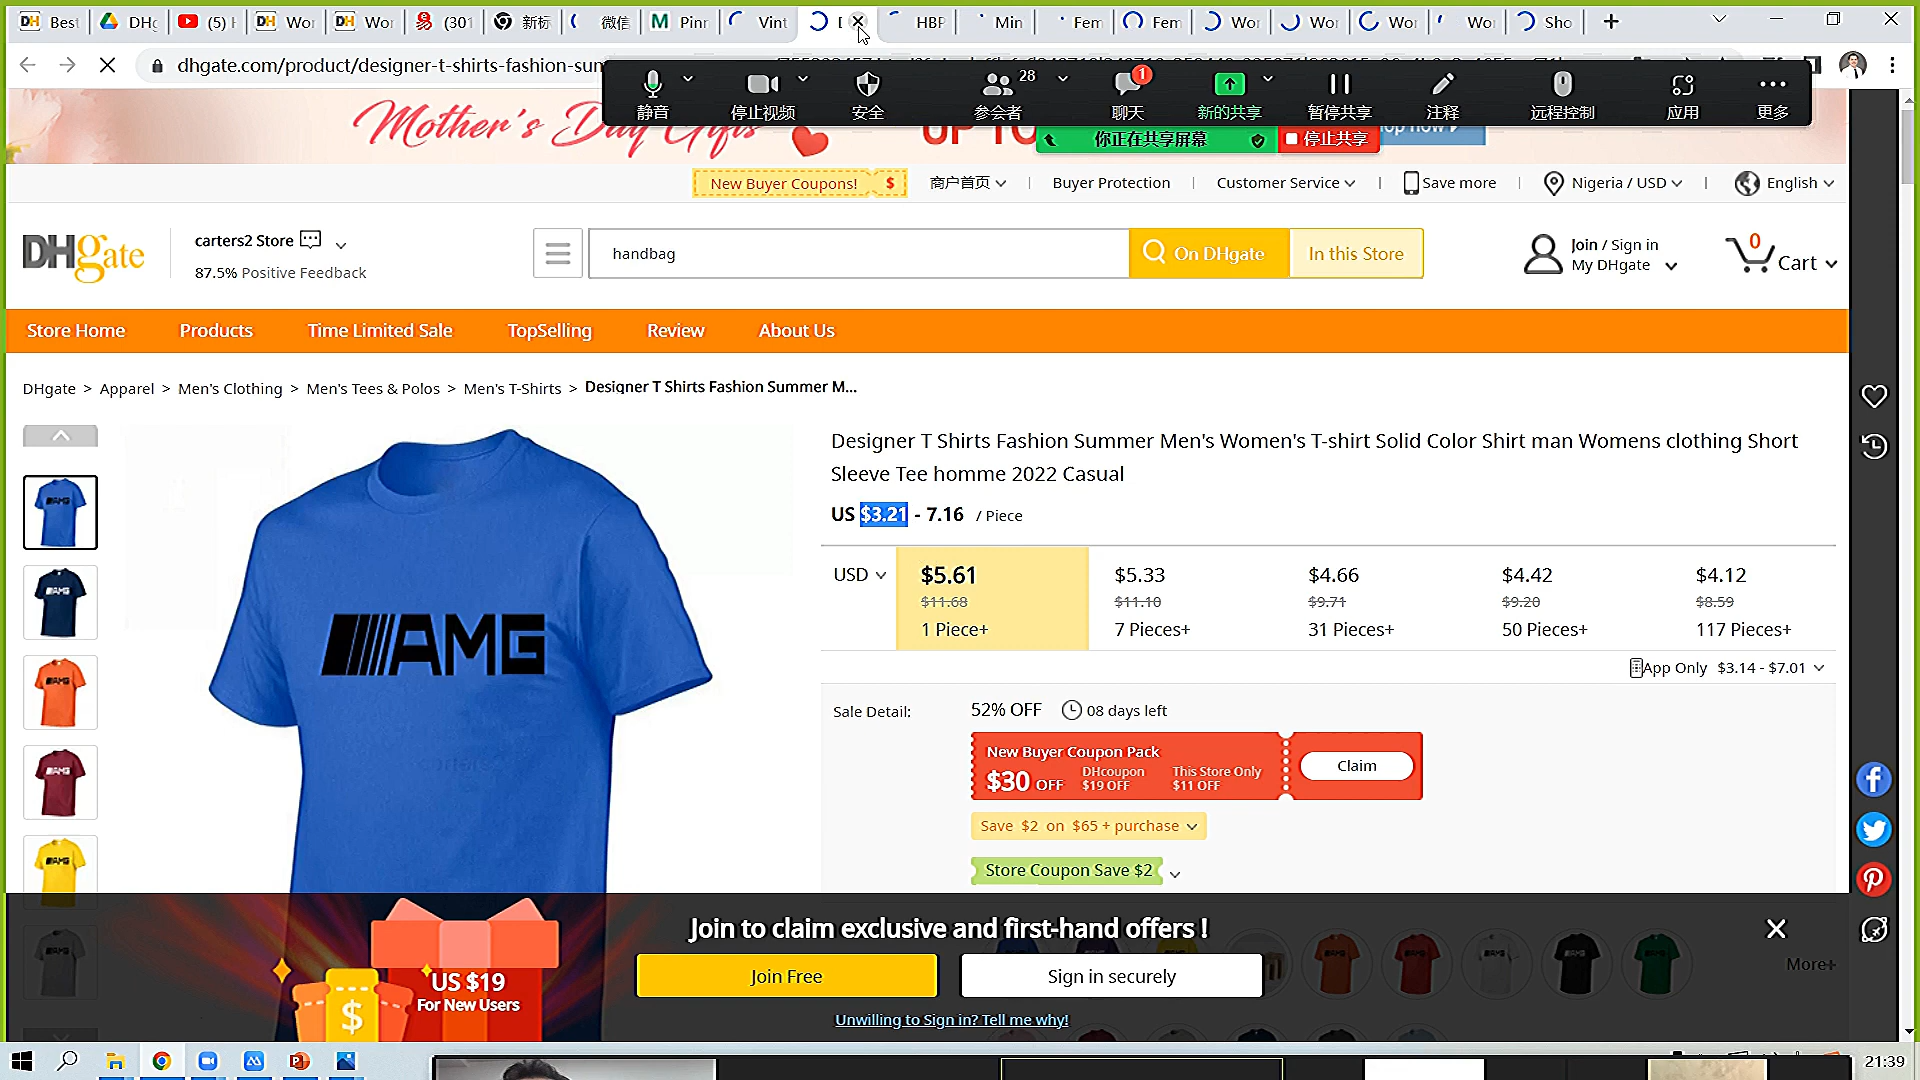 Best
DHg
(5)
Wor
Wor
(301
新标
微信
Pinr
Vint
HBP
Min
Fem
Fem
Wor
Wor
Wor
Wor
Sho
dhgate.com/product/designer-t-shirts-fashion-sum
静音
停止视频
安全
参会者
28
聊天
1
新的共享
暂停共享
注释
远程控制
应用
更多
你正在共享屏幕
停止共享
Mother's Day Gifts
UP TO
New Buyer Coupons!
$
商户首页
Buyer Protection
Customer Service
Save more
Nigeria / USD
English
DHgate
carters2 Store
87.5% Positive Feedback
handbag
On DHgate
In this Store
Join / Sign in
My DHgate
0
Cart
Store Home
Products
Time Limited Sale
TopSelling
Review
About Us
DHgate > Apparel > Men's Clothing > Men's Tees & Polos > Men's T-Shirts > Designer T Shirts Fashion Summer M...
AMG
Designer T Shirts Fashion Summer Men's Women's T-shirt Solid Color Shirt man Womens clothing Short
Sleeve Tee homme 2022 Casual
US $3.21 - 7.16 / Piece
USD
$5.61
$11.68
1 Piece+
$5.33
$11.10
7 Pieces+
$4.66
$9.71
31 Pieces+
$4.42
$9.20
50 Pieces+
$4.12
$8.59
117 Pieces+
App Only $3.14 - $7.01
Sale Detail:
52% OFF
08 days left
New Buyer Coupon Pack
$30 OFF
DHcoupon
$19 OFF
This Store Only
$11 OFF
Claim
Save $2 on $65 + purchase
Store Coupon Save $2
Join to claim exclusive and first-hand offers !
US $19
For New Users
$
Join Free
Sign in securely
Unwilling to Sign in? Tell me why!
More+
21:39